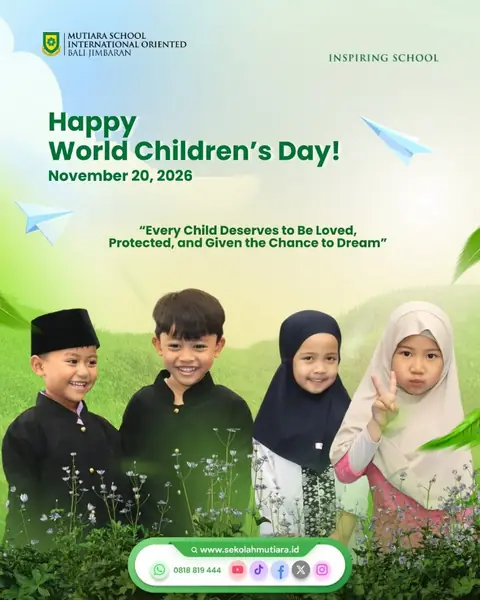 MUTIARA SCHOOL
INTERNATIONAL ORIENTED
BALI JIMBARAN
INSPIRING SCHOOL
Happy
World Children's Day!
November 20, 2026
“Every Child Deserves to Be Loved,
Protected, and Given the Chance to Dream”
www.sekolahmutiara.id
0818 819 444